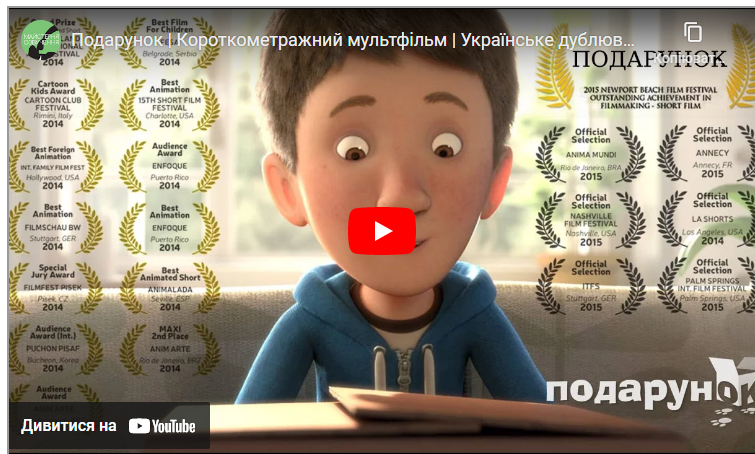 Подарунок | Короткометражний мультфільм | Українське дублюв...
Копіювати
Prize
2014
Best Film
For Children
Belgrade, Serbia
2014
Cartoon
Kids Award
CARTOON CLUB
FESTIVAL
Rimini, Italy
2014
Best
Animation
15TH SHORT FILM
FESTIVAL
Charlotte, USA
2014
Best Foreign
Animation
INT. FAMILY FILM FEST
Hollywood, USA
2014
Audience
Award
ENFOQUE
Puerto Rico
2014
Best
Animation
FILMSCHAU BW
Stuttgart, GER
2014
Best
Animation
ENFOQUE
Puerto Rico
2014
Special
Jury Award
FILMFEST PISEK
Pisek, CZ
2014
Best
Animated Short
ANIMALADA
Seville, ESP
2014
Audience
Award (Int.)
PUCHON PISAF
Bucheon, Korea
2014
MAXI
2nd Place
ANIM ARTE
Rio de Janeiro, BRZ
2014
Audience
Award
ПОДАРУНОК
2015 NEWPORT BEACH FILM FESTIVAL
OUTSTANDING ACHIEVEMENT IN
FILMMAKING - SHORT FILM
Official
Selection
ANIMA MUNDI
Rio de Janeiro, BRA
2015
Official
Selection
ANNECY
Annecy, FR
2015
Official
Selection
NASHVILLE
FILM FESTIVAL
Nashville, USA
2015
Official
Selection
LA SHORTS
Los Angeles, USA
2014
Official
Selection
ITFS
Stuttgart, GER
2015
Official
Selection
PALM SPRINGS
INT. FILM FESTIVAL
Palm Springs, USA
2015
подарунок
Дивитися на YouTube